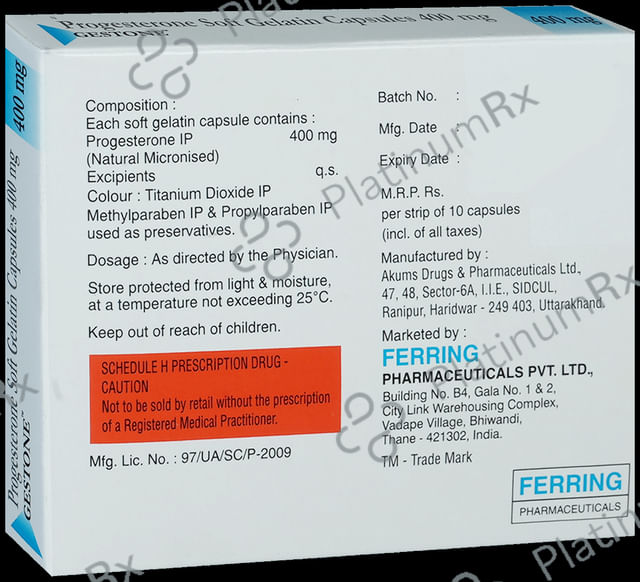 Progesterone Soft Gelatin Capsules 400 mg
GESTONE™
400 mg
400 mg
Progesterone Soft Gelatin Capsules 400 mg
GESTONE™
Composition :
Each soft gelatin capsule contains :
Progesterone IP 400 mg
(Natural Micronised)
Excipients q.s.
Colour : Titanium Dioxide IP
Methylparaben IP & Propylparaben IP
used as preservatives.
Dosage : As directed by the Physician.
Store protected from light & moisture,
at a temperature not exceeding 25°C.
Keep out of reach of children.
SCHEDULE H PRESCRIPTION DRUG -
CAUTION
Not to be sold by retail without the prescription
of a Registered Medical Practitioner.
Mfg. Lic. No. : 97/UA/SC/P-2009
Batch No. :
Mfg. Date :
Expiry Date :
M.R.P. Rs.
per strip of 10 capsules
(incl. of all taxes)
Manufactured by :
Akums Drugs & Pharmaceuticals Ltd.,
47, 48, Sector-6A, I.I.E., SIDCUL,
Ranipur, Haridwar - 249 403, Uttarakhand.
Marketed by :
FERRING
PHARMACEUTICALS PVT. LTD.,
Building No. B4, Gala No. 1 & 2,
City Link Warehousing Complex,
Vadape Village, Bhiwandi,
Thane - 421302, India.
TM - Trade Mark
FERRING
PHARMACEUTICALS
PlatinumRx
PlatinumRx
PlatinumRx
PlatinumRx
Rx
Rx